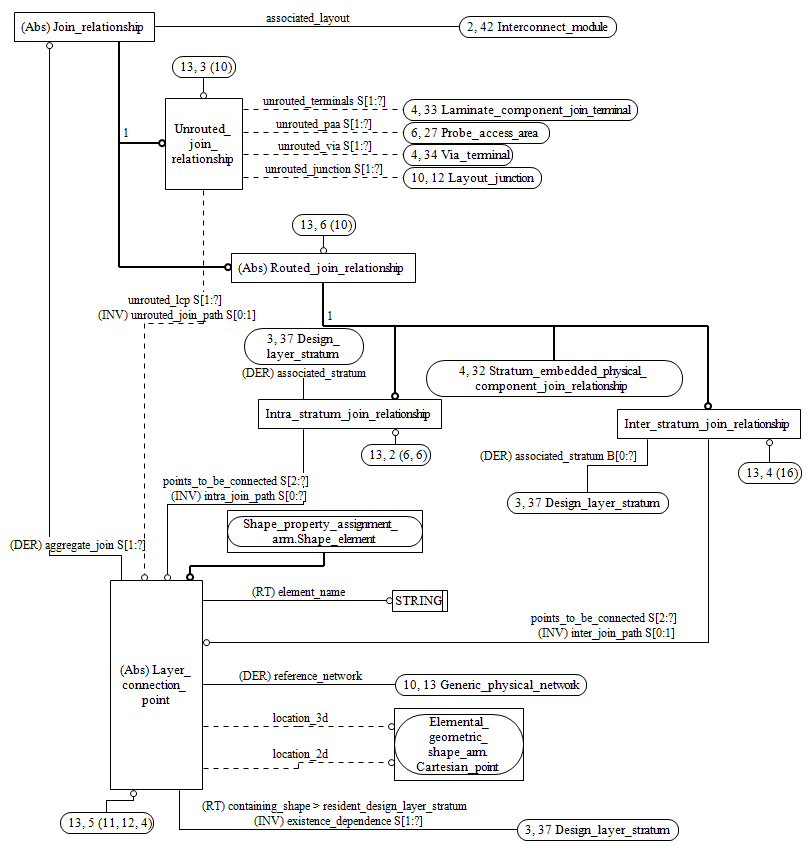 (Abs) Join_relationship
associated_layout
2, 42 Interconnect_module
13, 3 (10)
1
Unrouted_
join_
relationship
unrouted_terminals S[1:?]
4, 33 Laminate_component_join_terminal
unrouted_paa S[1:?]
6, 27 Probe_access_area
unrouted_via S[1:?]
4, 34 Via_terminal
unrouted_junction S[1:?]
10, 12 Layout_junction
13, 6 (10)
(Abs) Routed_join_relationship
unrouted_lcp S[1:?]
(INV) unrouted_join_path S[0:1]
1
3, 37 Design_
layer_stratum
(DER) associated_stratum
4, 32 Stratum_embedded_physical_
component_join_relationship
Intra_stratum_join_relationship
Inter_stratum_join_relationship
13, 2 (6, 6)
(DER) associated_stratum B[0:?]
13, 4 (16)
points_to_be_connected S[2:?]
(INV) intra_join_path S[0:?]
3, 37 Design_layer_stratum
Shape_property_assignment_
arm.Shape_element
(DER) aggregate_join S[1:?]
(RT) element_name
STRING
points_to_be_connected S[2:?]
(INV) inter_join_path S[0:1]
(Abs) Layer_
connection_
point
(DER) reference_network
10, 13 Generic_physical_network
location_3d
location_2d
Elemental_
geometric_
shape_arm.
Cartesian_point
13, 5 (11, 12, 4)
(RT) containing_shape > resident_design_layer_stratum
(INV) existence_dependence S[1:?]
3, 37 Design_layer_stratum